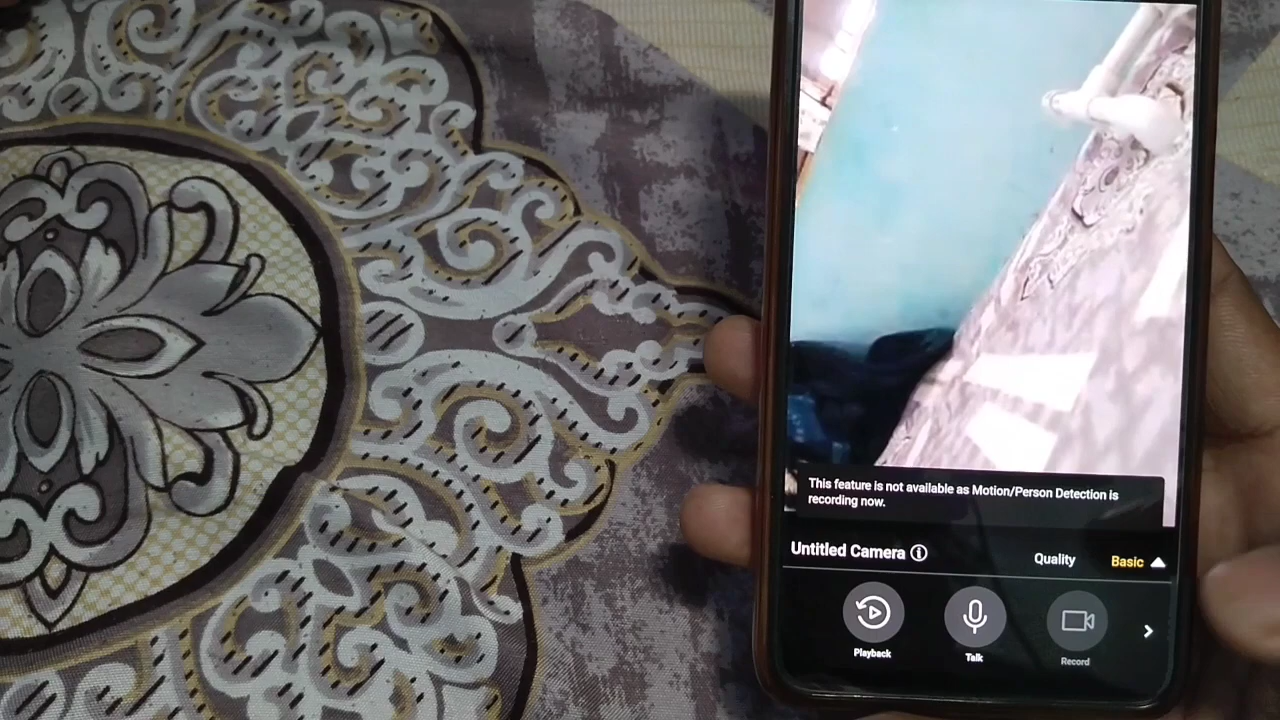 This feature is not available as Motion/Person Detection is
recording now.
Untitled Camera
Quality Basic
Playback Talk Record